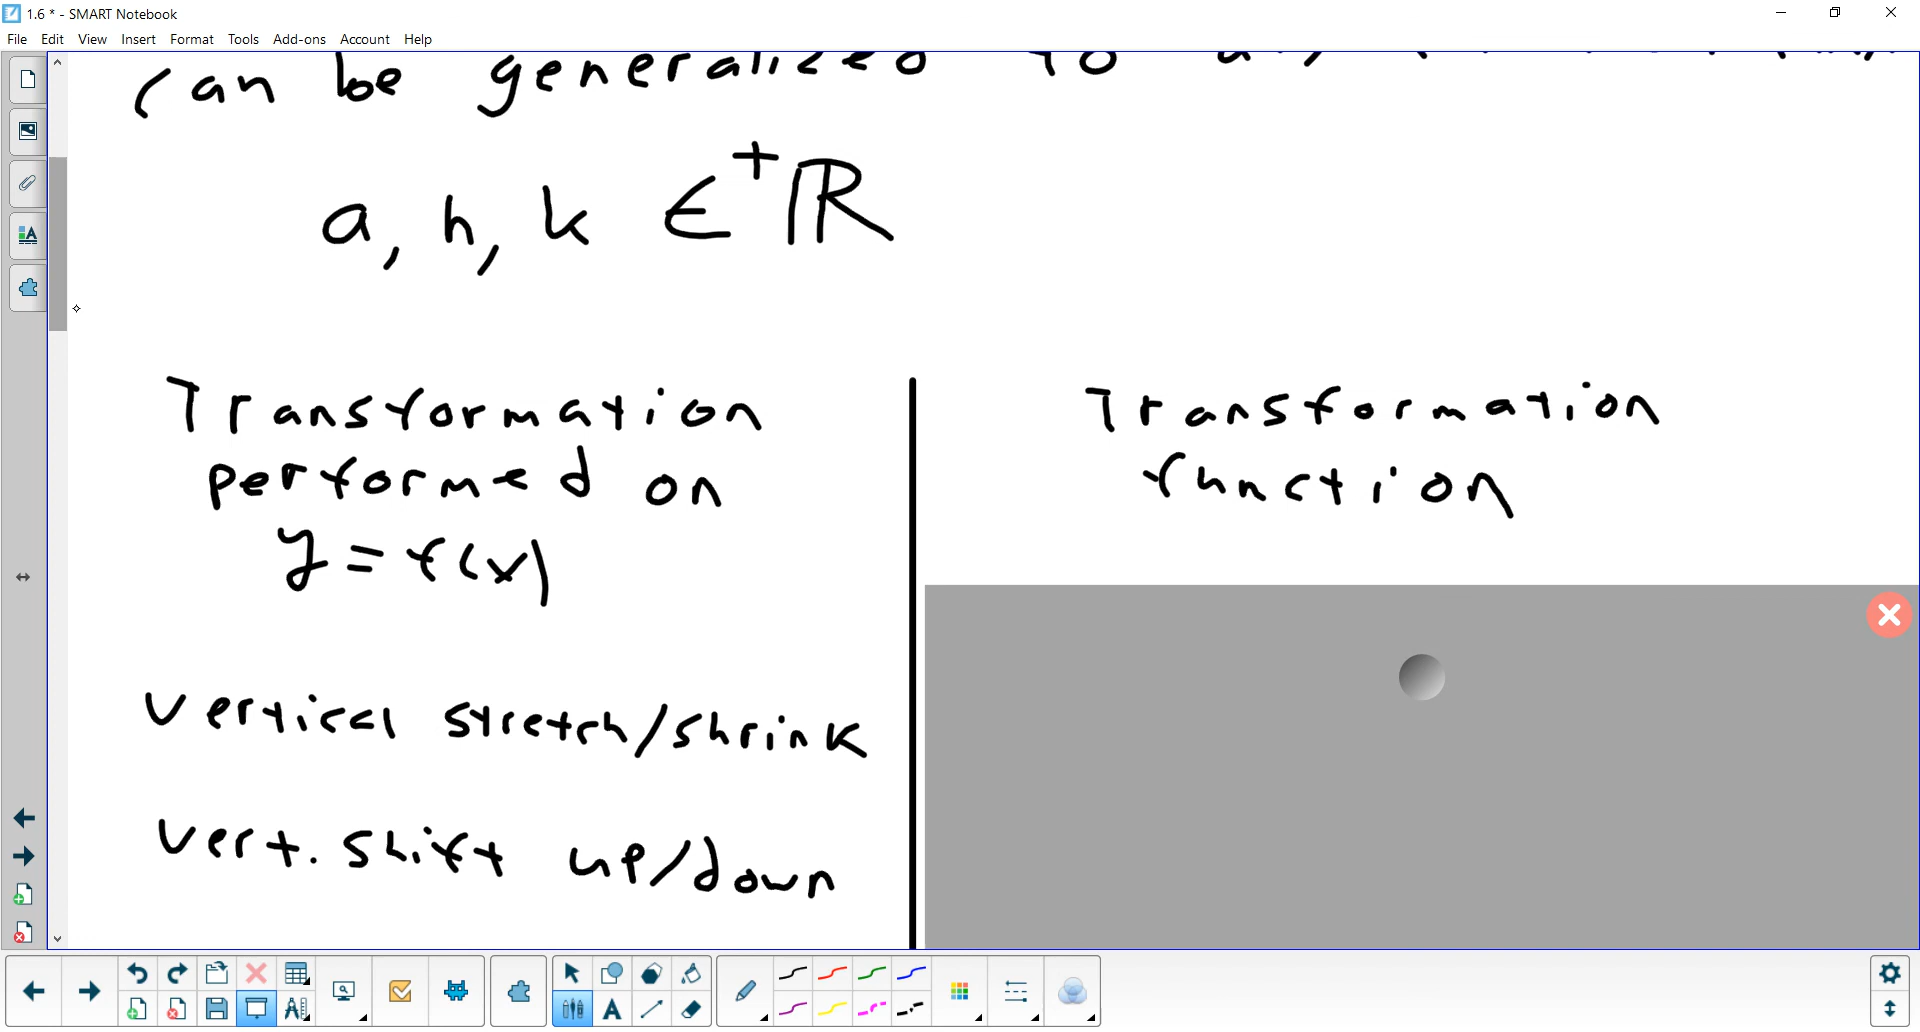 1.6 * - SMART Notebook
File Edit View Insert Format Tools Add-ons Account Help
can be generalized to
a, h, k ∈ ⁺ℝ
Transformation
performed on
y = f(x)
Transformation
function
Vertical stretch/shrink
Vert. shift up/down